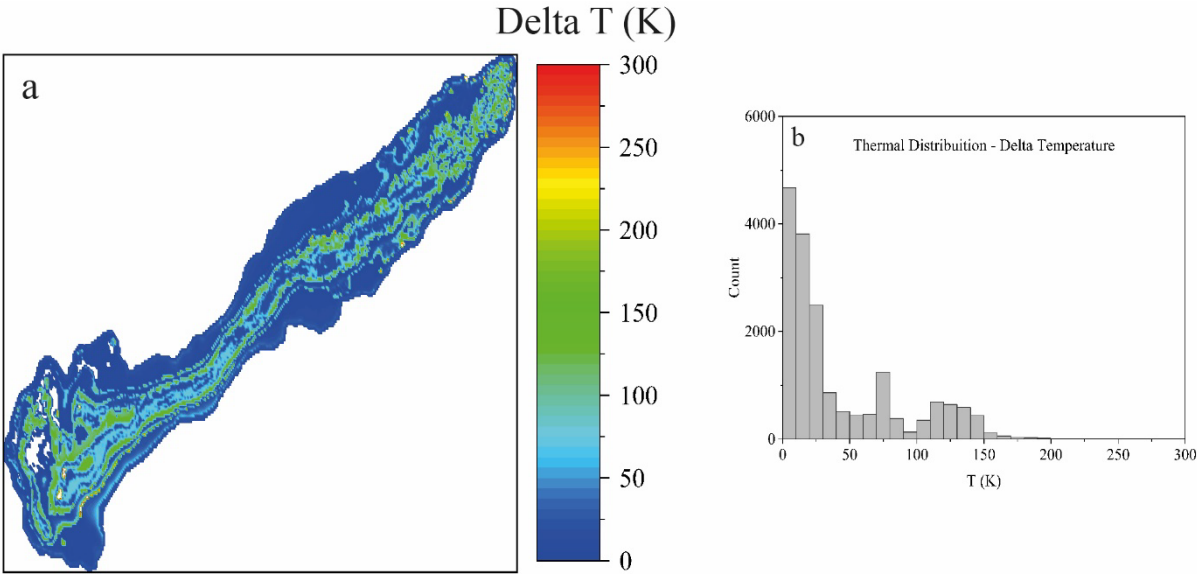 Delta T (K)
a
300
250
200
150
100
50
0
b
Thermal Distribuition - Delta Temperature
6000
4000
2000
0
Count
0 50 100 150 200 250 300
T (K)